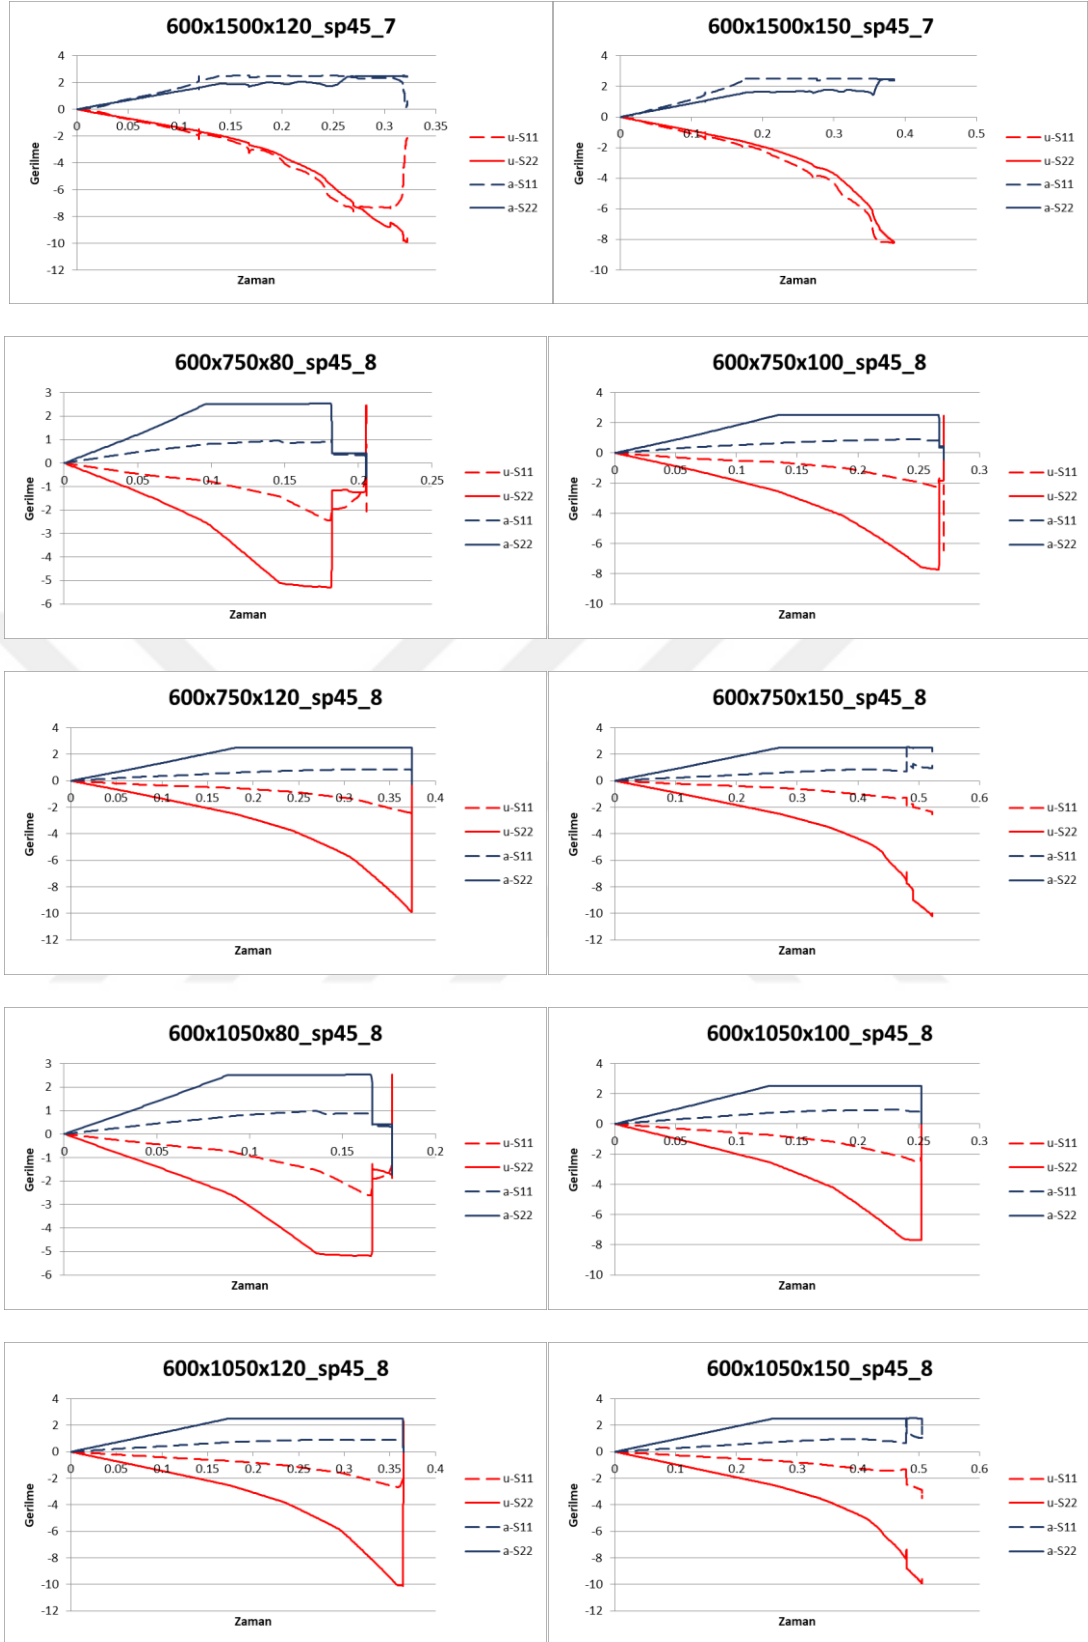 600x1500x120_sp45_7
4
2
0
-2
-4
-6
-8
-10
-12
0 0.05 0.1 0.15 0.2 0.25 0.3 0.35
Gerilme
Zaman
u-S11
u-S22
a-S11
a-S22
600x1500x150_sp45_7
4
2
0
-2
-4
-6
-8
-10
0 0.1 0.2 0.3 0.4 0.5
Gerilme
Zaman
u-S11
u-S22
a-S11
a-S22
600x750x80_sp45_8
3
2
1
0
-1
-2
-3
-4
-5
-6
0 0.05 0.1 0.15 0.2 0.25
Gerilme
Zaman
u-S11
u-S22
a-S11
a-S22
600x750x100_sp45_8
4
2
0
-2
-4
-6
-8
-10
0 0.05 0.1 0.15 0.2 0.25 0.3
Gerilme
Zaman
u-S11
u-S22
a-S11
a-S22
600x750x120_sp45_8
4
2
0
-2
-4
-6
-8
-10
-12
0 0.05 0.1 0.15 0.2 0.25 0.3 0.35 0.4
Gerilme
Zaman
u-S11
u-S22
a-S11
a-S22
600x750x150_sp45_8
4
2
0
-2
-4
-6
-8
-10
-12
0 0.1 0.2 0.3 0.4 0.5 0.6
Gerilme
Zaman
u-S11
u-S22
a-S11
a-S22
600x1050x80_sp45_8
3
2
1
0
-1
-2
-3
-4
-5
-6
0 0.05 0.1 0.15 0.2
Gerilme
Zaman
u-S11
u-S22
a-S11
a-S22
600x1050x100_sp45_8
4
2
0
-2
-4
-6
-8
-10
0 0.05 0.1 0.15 0.2 0.25 0.3
Gerilme
Zaman
u-S11
u-S22
a-S11
a-S22
600x1050x120_sp45_8
4
2
0
-2
-4
-6
-8
-10
-12
0 0.05 0.1 0.15 0.2 0.25 0.3 0.35 0.4
Gerilme
Zaman
u-S11
u-S22
a-S11
a-S22
600x1050x150_sp45_8
4
2
0
-2
-4
-6
-8
-10
-12
0 0.1 0.2 0.3 0.4 0.5 0.6
Gerilme
Zaman
u-S11
u-S22
a-S11
a-S22